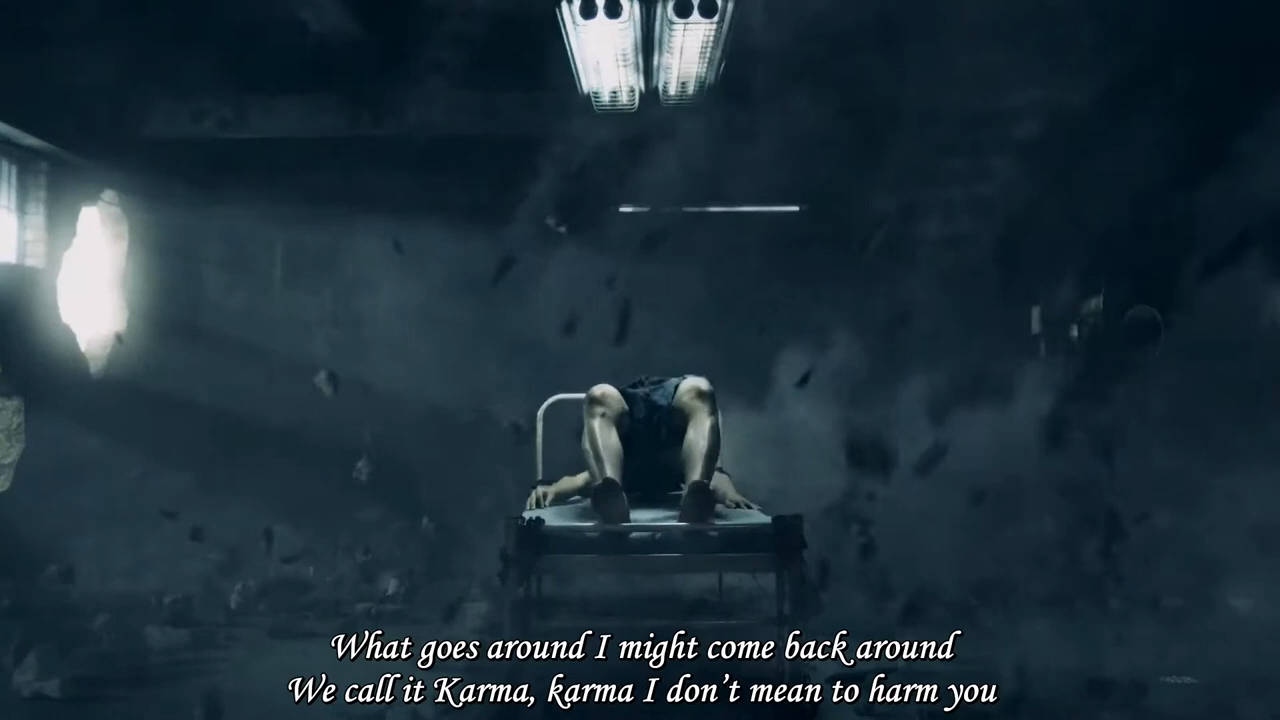 What goes around I might come back around
We call it Karma, karma I don't mean to harm you